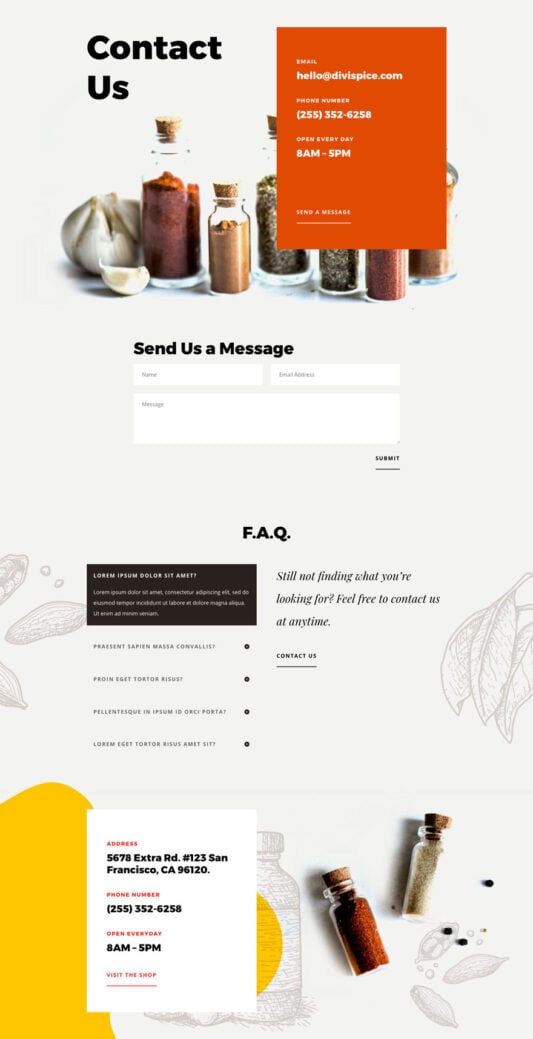 Contact
Us
EMAIL
hello@divispice.com
PHONE NUMBER
(255) 352-6258
OPEN EVERY DAY
8AM – 5PM
SEND A MESSAGE
Send Us a Message
Name
Email Address
Message
SUBMIT
F.A.Q.
LOREM IPSUM DOLOR SIT AMET?
Lorem ipsum dolor sit amet, consectetur adipiscing elit, sed do
eiusmod tempor incididunt ut labore et dolore magna aliqua.
Ut enim ad minim veniam.
PRAESENT SAPIEN MASSA CONVALLIS?
PROIN EGET TORTOR RISUS?
PELLENTESQUE IN IPSUM ID ORCI PORTA?
LOREM EGET TORTOR RISUS AMET SIT?
Still not finding what you're
looking for? Feel free to contact us
at anytime.
CONTACT US
ADDRESS
5678 Extra Rd. #123 San
Francisco, CA 96120.
PHONE NUMBER
(255) 352-6258
OPEN EVERYDAY
8AM – 5PM
VISIT THE SHOP